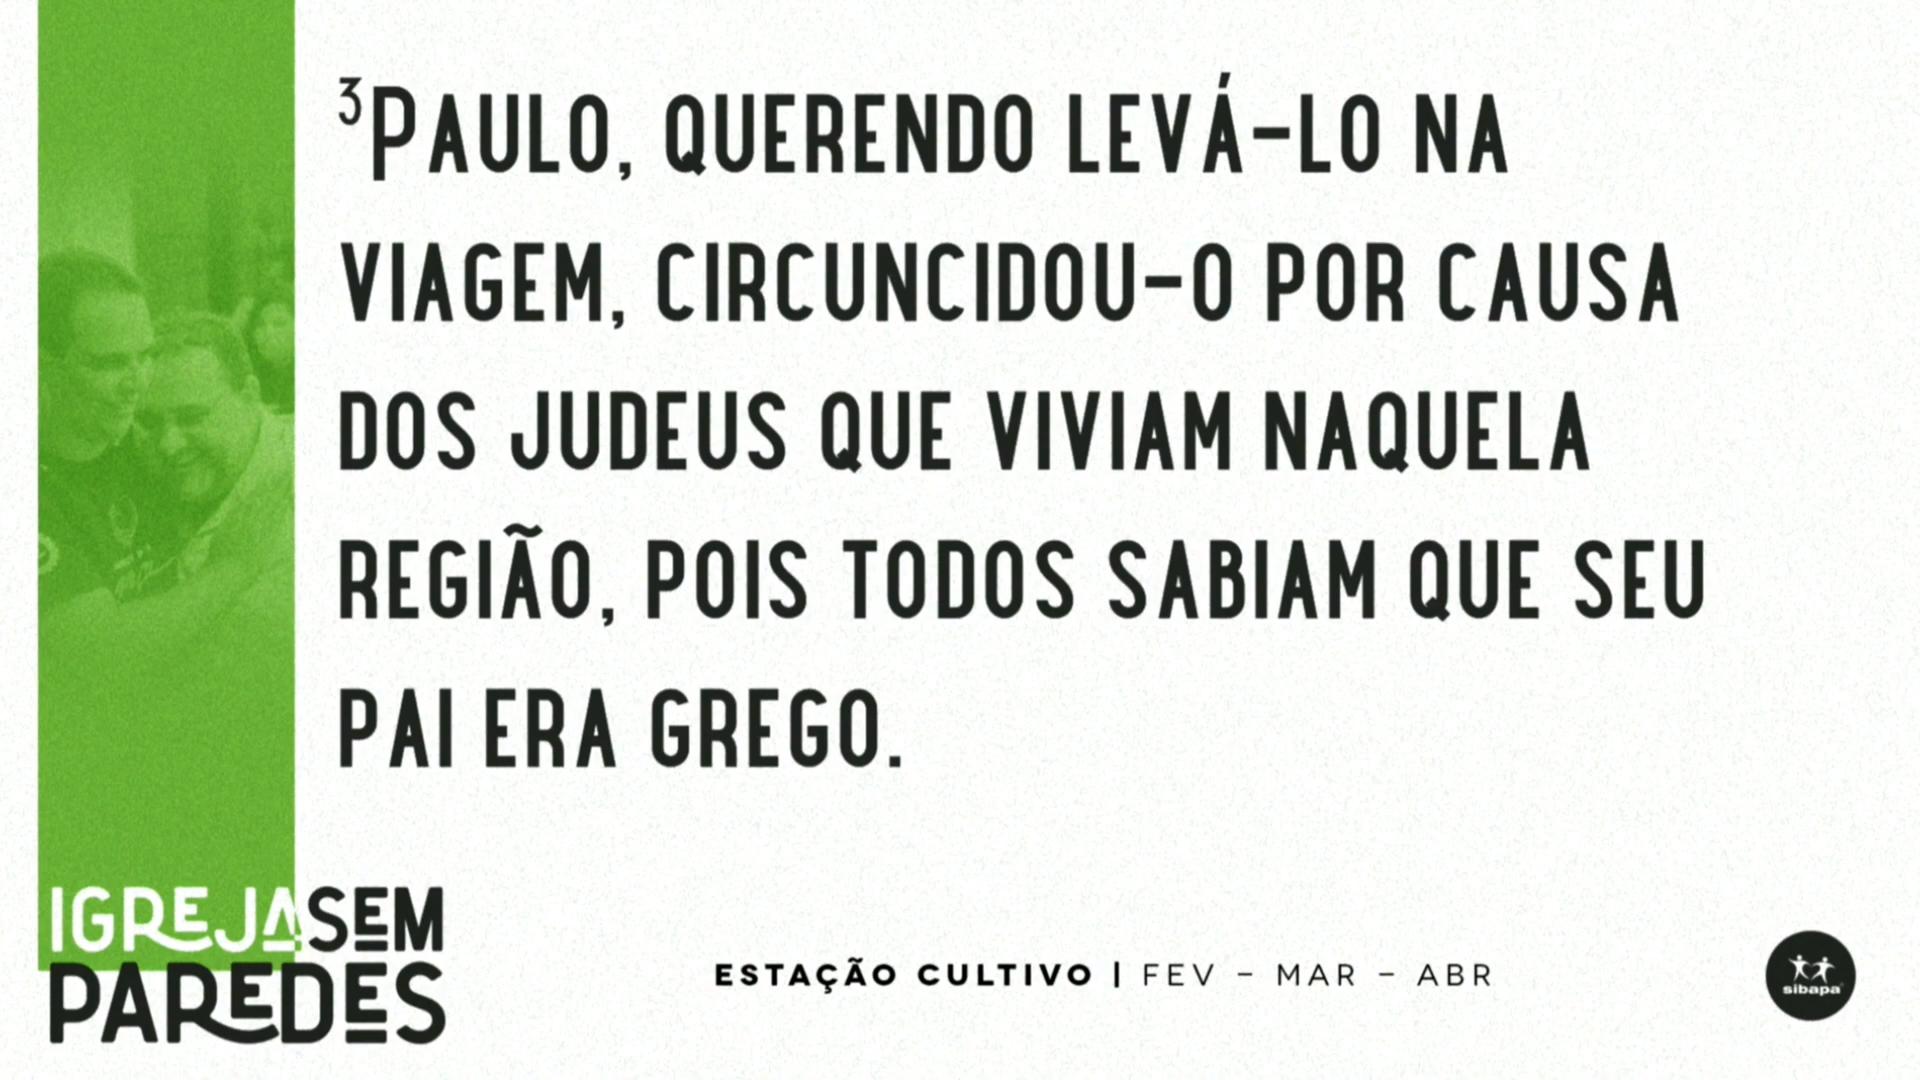 ³PAULO, QUERENDO LEVÁ-LO NA
VIAGEM, CIRCUNCIDOU-O POR CAUSA
DOS JUDEUS QUE VIVIAM NAQUELA
REGIÃO, POIS TODOS SABIAM QUE SEU
PAI ERA GREGO.
IGREJA SEM
PAREDES
ESTAÇÃO CULTIVO | FEV - MAR - ABR
sibapa